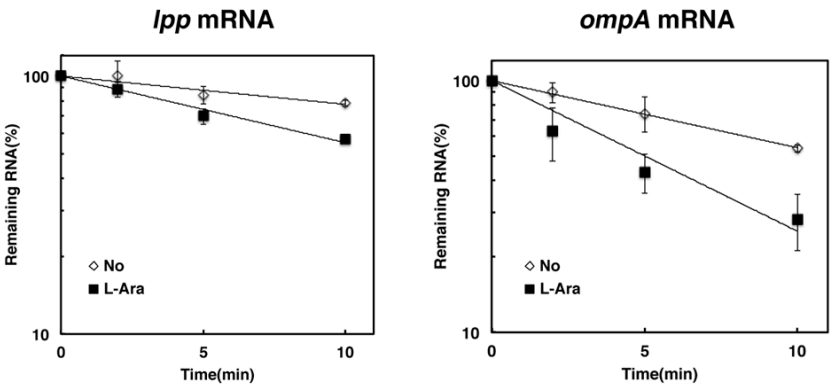 lpp mRNA
100
Remaining RNA(%)
No
L-Ara
10
0
5
10
Time(min)
ompA mRNA
100
Remaining RNA(%)
No
L-Ara
10
0
5
10
Time(min)